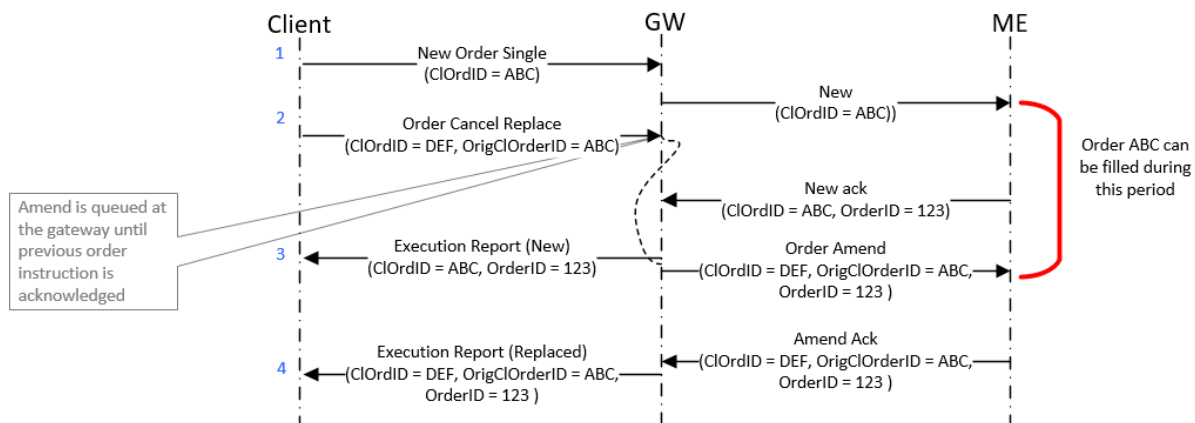 Client
GW
ME
1
New Order Single
(ClOrdID = ABC)
New
(ClOrdID = ABC))
2
Order Cancel Replace
(ClOrdID = DEF, OrigClOrderID = ABC)
Order ABC can
be filled during
this period
Amend is queued at
the gateway until
previous order
instruction is
acknowledged
New ack
(ClOrdID = ABC, OrderID = 123)
3
Execution Report (New)
(ClOrdID = ABC, OrderID = 123)
Order Amend
(ClOrdID = DEF, OrigClOrderID = ABC,
OrderID = 123 )
Amend Ack
(ClOrdID = DEF, OrigClOrderID = ABC,
OrderID = 123 )
4
Execution Report (Replaced)
(ClOrdID = DEF, OrigClOrderID = ABC,
OrderID = 123 )